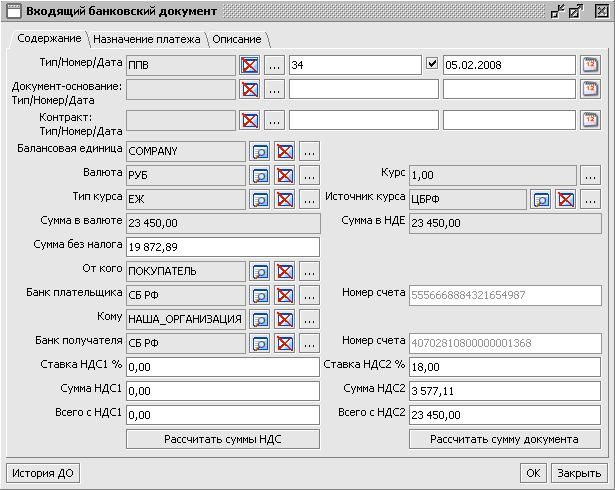 Входящий банковский документ
Содержание Назначение платежа Описание
Тип/Номер/Дата ППВ ... 34 05.02.2008
Документ-основание:
Тип/Номер/Дата ...
Контракт:
Тип/Номер/Дата ...
Балансовая единица COMPANY ...
Валюта РУБ ... Курс 1,00 ...
Тип курса ЕЖ ... Источник курса ЦБРФ ...
Сумма в валюте 23 450,00 Сумма в НДЕ 23 450,00
Сумма без налога 19 872,89
От кого ПОКУПАТЕЛЬ ...
Банк плательщика СБ РФ ... Номер счета 5556668884321654987
Кому НАША_ОРГАНИЗАЦИЯ ...
Банк получателя СБ РФ ... Номер счета 40702810800000001368
Ставка НДС1 % 0,00 Ставка НДС2 % 18,00
Сумма НДС1 0,00 Сумма НДС2 3 577,11
Всего с НДС1 0,00 Всего с НДС2 23 450,00
Рассчитать суммы НДС Рассчитать сумму документа
История ДО OK Закрыть